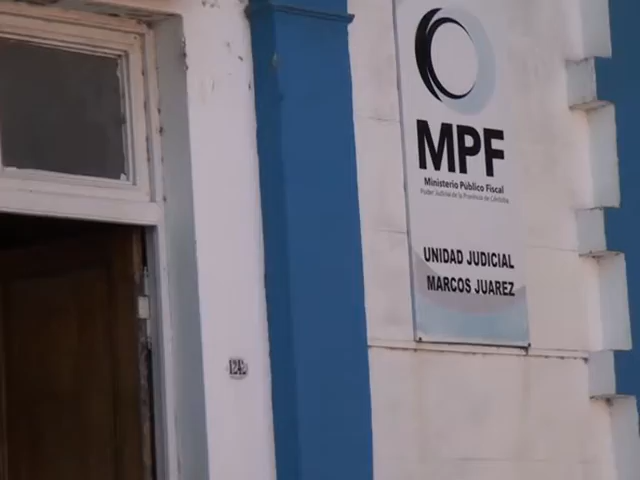 MPF
Ministerio Público Fiscal
Poder Judicial de la Provincia de Córdoba
UNIDAD JUDICIAL
MARCOS JUAREZ